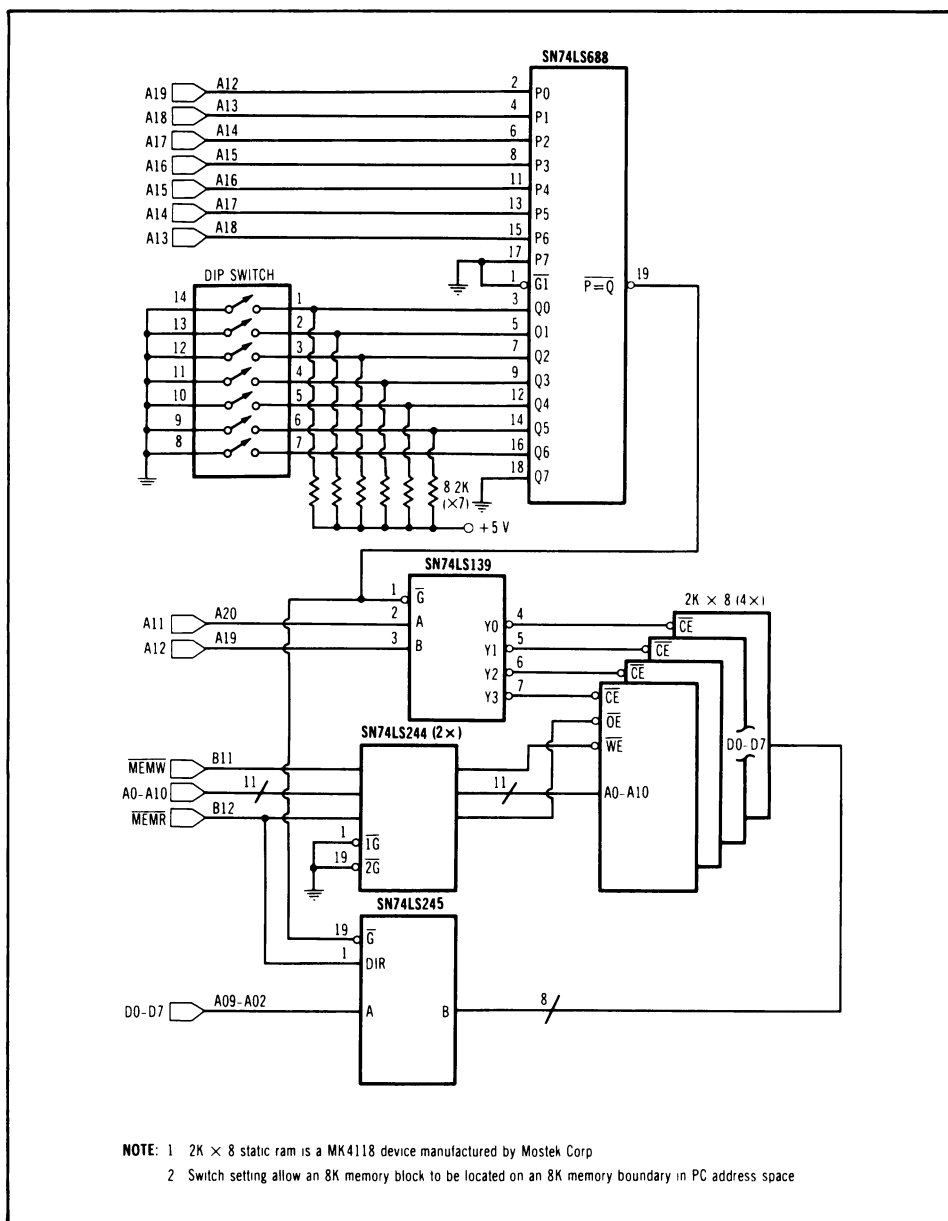 SN74LS688
A19 A12 2 P0
A18 A13 4 P1
A17 A14 6 P2
A16 A15 8 P3
A15 A16 11 P4
A14 A17 13 P5
A13 A18 15 P6
17 P7
1 G1 P=Q 19
DIP SWITCH
14 1 3 Q0
13 2 5 Q1
12 3 7 Q2
11 4 9 Q3
10 5 12 Q4
9 6 14 Q5
8 7 16 Q6
18 Q7
8 2K
(×7)
+5 V
SN74LS139
1 G
A11 A20 2 A
A12 A19 3 B
Y0 4
Y1 5
Y2 6
Y3 7
2K × 8 (4×)
CE
CE
CE
CE
OE
WE
D0-D7
A0-A10
SN74LS244 (2×)
MEMW B11
A0-A10 11 11
MEMR B12
1 1G
19 2G
SN74LS245
19 G
1 DIR
D0-D7 A09-A02 A B 8
NOTE: 1 2K × 8 static ram is a MK4118 device manufactured by Mostek Corp
2 Switch setting allow an 8K memory block to be located on an 8K memory boundary in PC address space